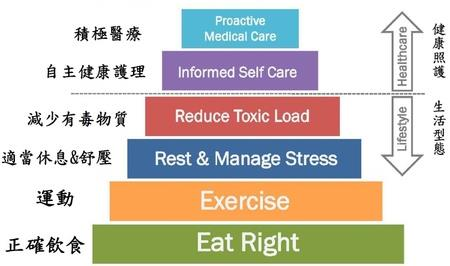 積極醫療
Proactive
Medical Care
自主健康護理
Informed Self Care
減少有毒物質
Reduce Toxic Load
適當休息&舒壓
Rest & Manage Stress
運動
Exercise
正確飲食
Eat Right
Healthcare
健康照護
Lifestyle
生活型態